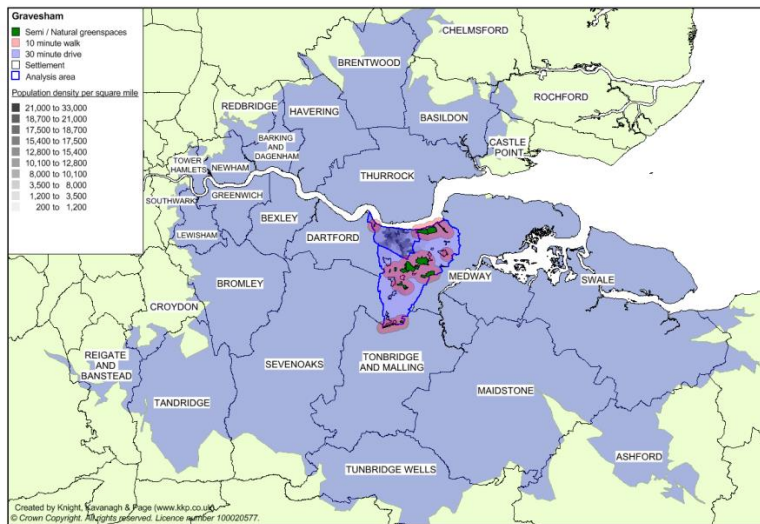 Gravesham
Semi / Natural greenspaces
10 minute walk
30 minute drive
Settlement
Analysis area
Population density per square mile
21,000 to 33,000
18,700 to 21,000
17,500 to 18,700
15,400 to 17,500
12,800 to 15,400
10,100 to 12,800
8,000 to 10,100
3,500 to 8,000
1,200 to 3,500
200 to 1,200
CHELMSFORD
BRENTWOOD
ROCHFORD
REDBRIDGE
HAVERING
BASILDON
BARKING
AND
DAGENHAM
CASTLE
POINT
TOWER
HAMLETS
NEWHAM
THURROCK
SOUTHWARK
GREENWICH
BEXLEY
LEWISHAM
DARTFORD
BROMLEY
MEDWAY
SWALE
CROYDON
REIGATE
AND
BANSTEAD
SEVENOAKS
TONBRIDGE
AND MALLING
TANDRIDGE
MAIDSTONE
ASHFORD
TUNBRIDGE WELLS
Created by Knight, Kavanagh & Page (www.kkp.co.uk)
© Crown Copyright. All rights reserved. Licence number 100020577.